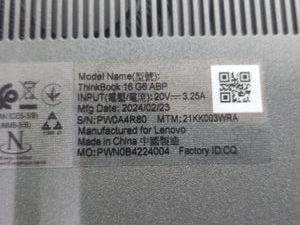 Model Name(型號):
ThinkBook 16 G6 ABP
INPUT(電壓/電流):20V⎓3.25A
Mfg Date: 2024/02/23
S/N:PW0A4R80 MTM:21KK003WRA
Manufactured for Lenovo
Made in China 中國製造
MO:PWN0B4224004 Factory ID:CQ